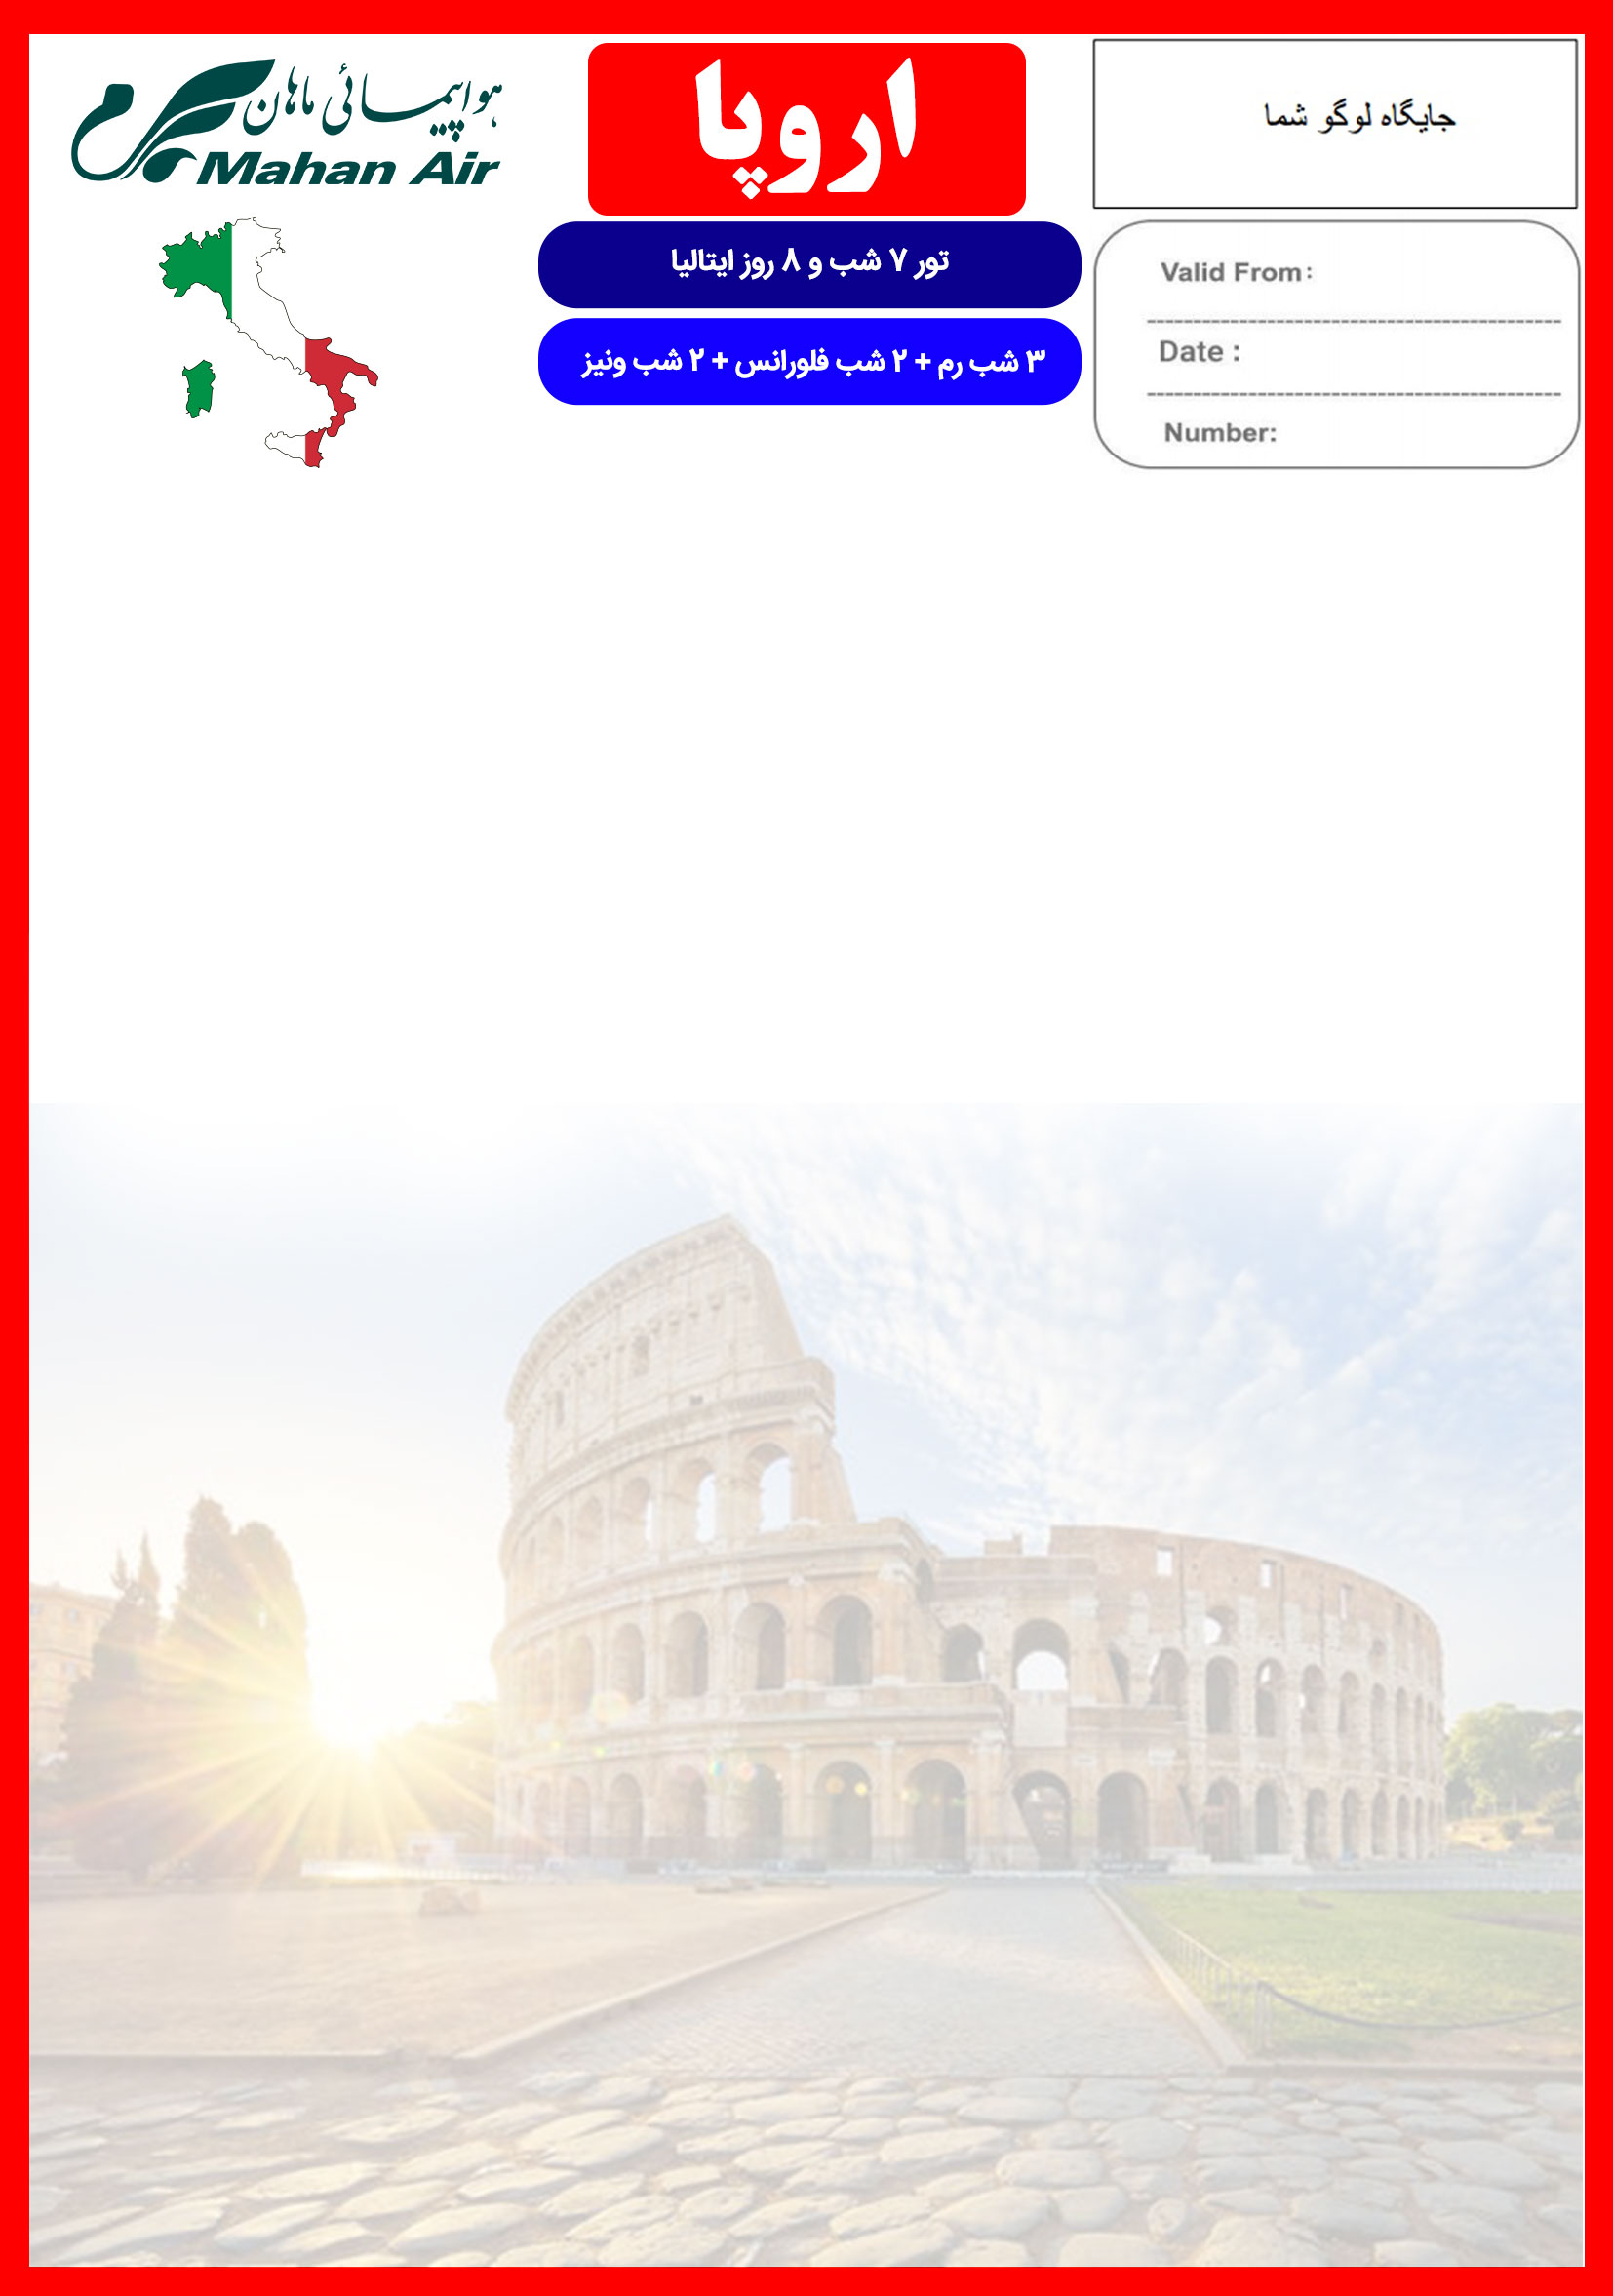 هواپیمائی ماهان
Mahan Air
اروپا
جایگاه لوگو شما
تور ۷ شب و ۸ روز ایتالیا
۳ شب رم + ۲ شب فلورانس + ۲ شب ونیز
Valid From:
Date :
Number: